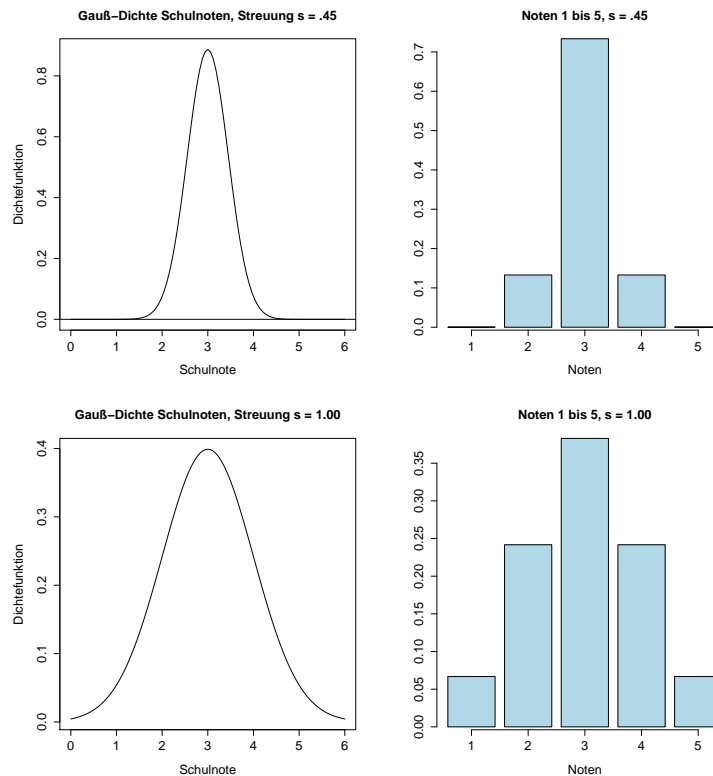 Gauß−Dichte Schulnoten, Streuung s = .45
Dichtefunktion
0.0 0.2 0.4 0.6 0.8
0 1 2 3 4 5 6
Schulnote
Noten 1 bis 5, s = .45
0.0 0.1 0.2 0.3 0.4 0.5 0.6 0.7
1 2 3 4 5
Noten
Gauß−Dichte Schulnoten, Streuung s = 1.00
Dichtefunktion
0.0 0.1 0.2 0.3 0.4
0 1 2 3 4 5 6
Schulnote
Noten 1 bis 5, s = 1.00
0.00 0.05 0.10 0.15 0.20 0.25 0.30 0.35
1 2 3 4 5
Noten